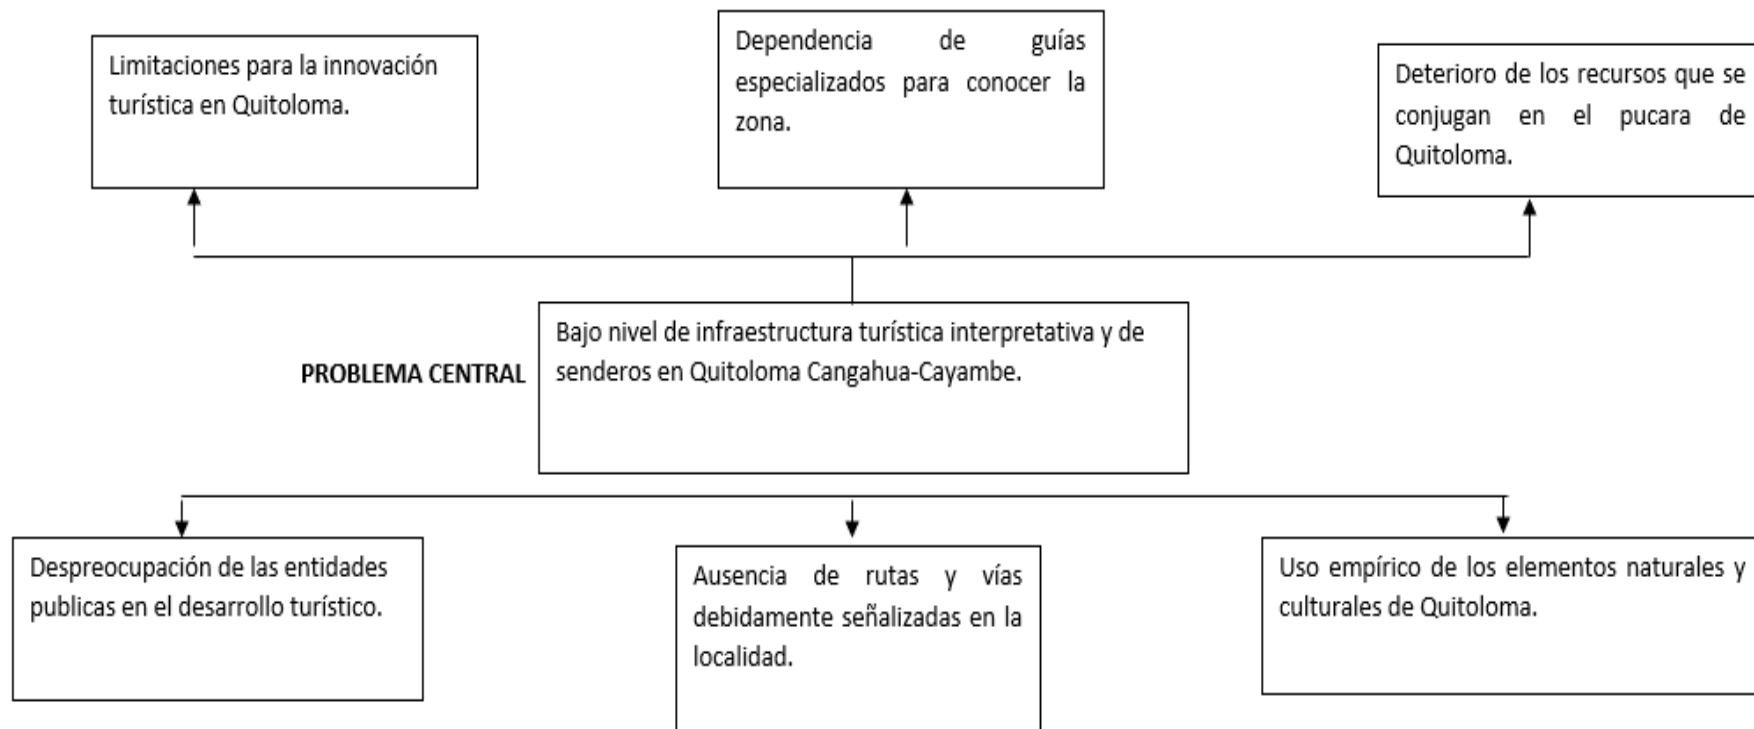 Limitaciones para la innovación
turística en Quitoloma.
Dependencia de guías
especializados para conocer la
zona.
Deterioro de los recursos que se
conjugan en el pucara de
Quitoloma.
PROBLEMA CENTRAL
Bajo nivel de infraestructura turística interpretativa y de
senderos en Quitoloma Cangahua-Cayambe.
Despreocupación de las entidades
publicas en el desarrollo turístico.
Ausencia de rutas y vías
debidamente señalizadas en la
localidad.
Uso empírico de los elementos naturales y
culturales de Quitoloma.